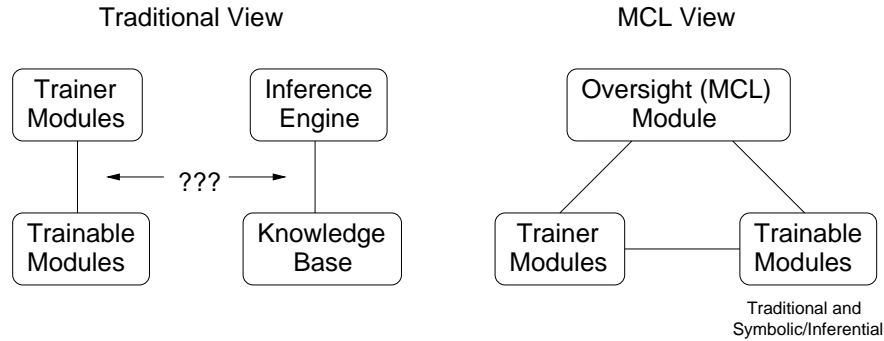 Traditional View
MCL View
Trainer
Modules
Inference
Engine
Oversight (MCL)
Module
???
Trainable
Modules
Knowledge
Base
Trainer
Modules
Trainable
Modules
Traditional and
Symbolic/Inferential